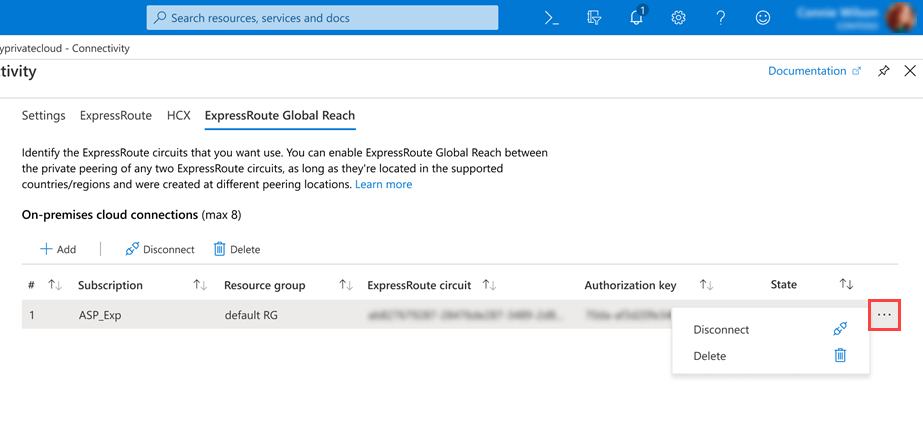 Search resources, services and docs
1
yprivatecloud - Connectivity
tivity
Documentation
Settings ExpressRoute HCX ExpressRoute Global Reach
Identify the ExpressRoute circuits that you want use. You can enable ExpressRoute Global Reach between
the private peering of any two ExpressRoute circuits, as long as they're located in the supported
countries/regions and were created at different peering locations. Learn more
On-premises cloud connections (max 8)
Add Disconnect Delete
# Subscription Resource group ExpressRoute circuit Authorization key State
1 ASP_Exp default RG
Disconnect
Delete